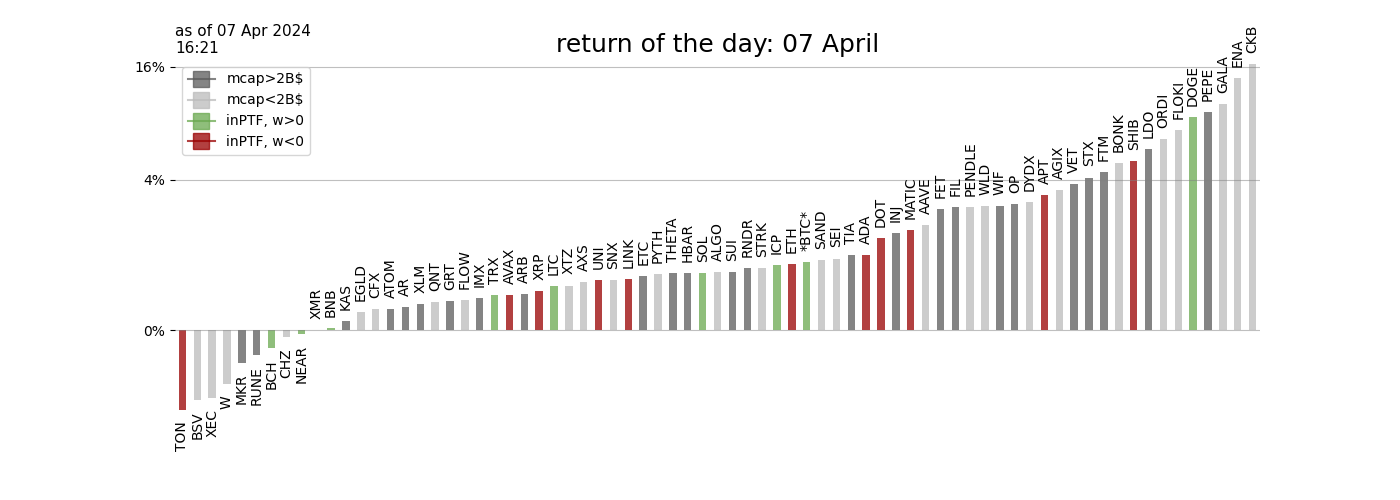 as of 07 Apr 2024
16:21
return of the day: 07 April
16%
4%
0%
mcap>2B$
mcap<2B$
inPTF, w>0
inPTF, w<0
TON
BSV
XEC
W
MKR
RUNE
BCH
CHZ
NEAR
XMR
BNB
KAS
EGLD
CFX
ATOM
AR
XLM
QNT
GRT
FLOW
IMX
TRX
AVAX
ARB
XRP
LTC
XTZ
AXS
UNI
SNX
LINK
ETC
PYTH
THETA
HBAR
SOL
ALGO
SUI
RNDR
STRK
ICP
ETH
*BTC*
SAND
SEI
TIA
ADA
DOT
INJ
MATIC
AAVE
FET
FIL
PENDLE
WLD
WIF
OP
DYDX
APT
AGIX
VET
STX
FTM
BONK
SHIB
LDO
ORDI
FLOKI
DOGE
PEPE
GALA
ENA
CKB